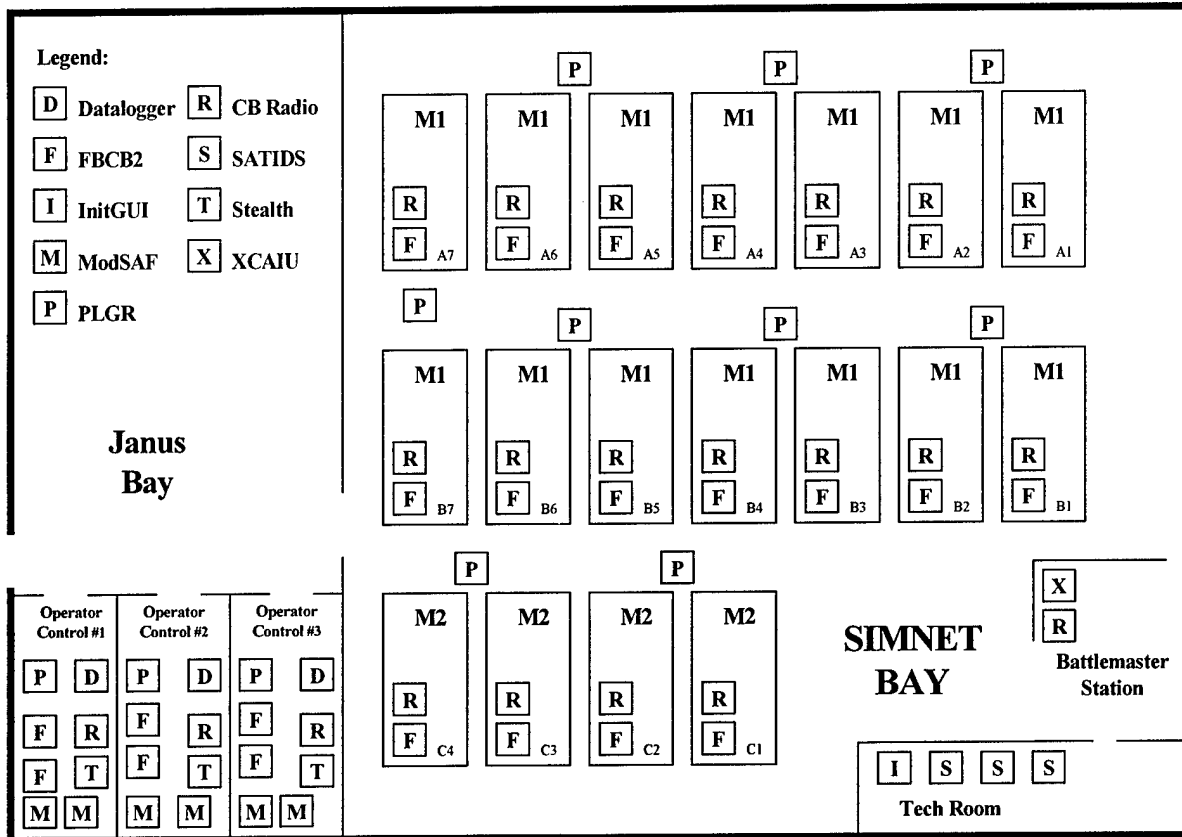 Legend:
D Datalogger R CB Radio
F FBCB2 S SATIDS
I InitGUI T Stealth
M ModSAF X XCAIU
P PLGR
Janus
Bay
P P P
M1 M1 M1 M1 M1 M1 M1
R R R R R R R
F A7 F A6 F A5 F A4 F A3 F A2 F A1
P
P P P
M1 M1 M1 M1 M1 M1 M1
R R R R R R R
F B7 F B6 F B5 F B4 F B3 F B2 F B1
P P
M2 M2 M2 M2
R R R R
F C4 F C3 F C2 F C1
Operator
Control #1
P D
F R
F T
M M
Operator
Control #2
P D
F R
F T
M M
Operator
Control #3
P D
F R
F T
M M
SIMNET
BAY
X
R
Battlemaster
Station
I S S S
Tech Room